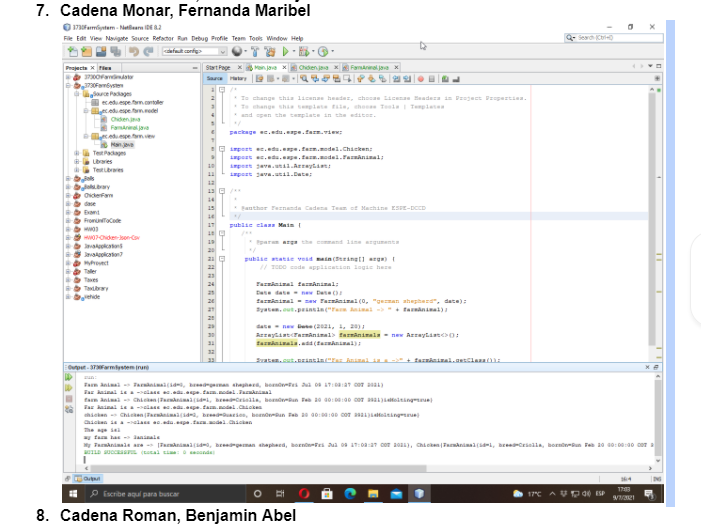 7. Cadena Monar, Fernanda Maribel
3730FarmSystem - NetBeans IDE 8.2
File Edit View Navigate Source Refactor Run Debug Profile Team Tools Window Help
Search (Ctrl+I)
<default config>
Projects Files
Start Page Main.java Chicken.java FarmAnimal.java
Source History
3730OhFarmSimulator
3730FarmSystem
Source Packages
ec.edu.espe.farm.controller
ec.edu.espe.farm.model
Chicken.java
FarmAnimal.java
ec.edu.espe.farm.view
Main.java
Test Packages
Libraries
Test Libraries
Balls
BallsLibrary
ChickenFarm
clase
Exam1
FromUmlToCode
HW03
HW07-Chicken-Json-Csv
JavaApplication3
JavaApplication7
MyProyect
Taller
Taxes
TaxLibrary
Vehicle
1 /*
2 * To change this license header, choose License Headers in Project Properties.
3 * To change this template file, choose Tools | Templates
4 * and open the template in the editor.
5 */
6 package ec.edu.espe.farm.view;
7
8 import ec.edu.espe.farm.model.Chicken;
9 import ec.edu.espe.farm.model.FarmAnimal;
10 import java.util.ArrayList;
11 import java.util.Date;
12
13 /**
14 *
15 * @author Fernanda Cadena Team of Machine ESPE-DCCO
16 */
17 public class Main {
18 /**
19 * @param args the command line arguments
20 */
21 public static void main(String[] args) {
22 // TODO code application logic here
23
24 FarmAnimal farmAnimal;
25 Date date = new Date();
26 farmAnimal = new FarmAnimal(0, "german shepherd", date);
27 System.out.println("Farm Animal -> " + farmAnimal);
28
29 date = new Date(2021, 1, 20);
30 ArrayList<FarmAnimal> farmAnimals = new ArrayList<>();
31 farmAnimals.add(farmAnimal);
32
33 System.out.println("Far Animal is a ->" + farmAnimal.getClass());
Output - 3730FarmSystem (run)
run:
Farm Animal -> FarmAnimal{id=0, breed=german shepherd, bornOn=Fri Jul 09 17:03:37 COT 2021}
Far Animal is a ->class ec.edu.espe.farm.model.FarmAnimal
Farm Animal -> Chicken{FarmAnimal{id=1, breed=Criolla, bornOn=Sun Feb 20 00:00:00 COT 2021}isMolting=true}
Far Animal is a ->class ec.edu.espe.farm.model.Chicken
chicken -> Chicken{FarmAnimal{id=2, breed=Guarico, bornOn=Sun Feb 20 00:00:00 COT 2021}isMolting=true}
Chicken is a ->class ec.edu.espe.farm.model.Chicken
The age is1
my farm has -> 3animals
My FarmAnimals are -> [FarmAnimal{id=0, breed=german shepherd, bornOn=Fri Jul 09 17:03:37 COT 2021}, Chicken{FarmAnimal{id=1, breed=Criolla, bornOn=Sun Feb 20 00:00:00 COT 2
BUILD SUCCESSFUL (total time: 0 seconds)
Output
16:4 INS
Escribe aquí para buscar
17°C ESP 17:03
9/7/2021
8. Cadena Roman, Benjamin Abel